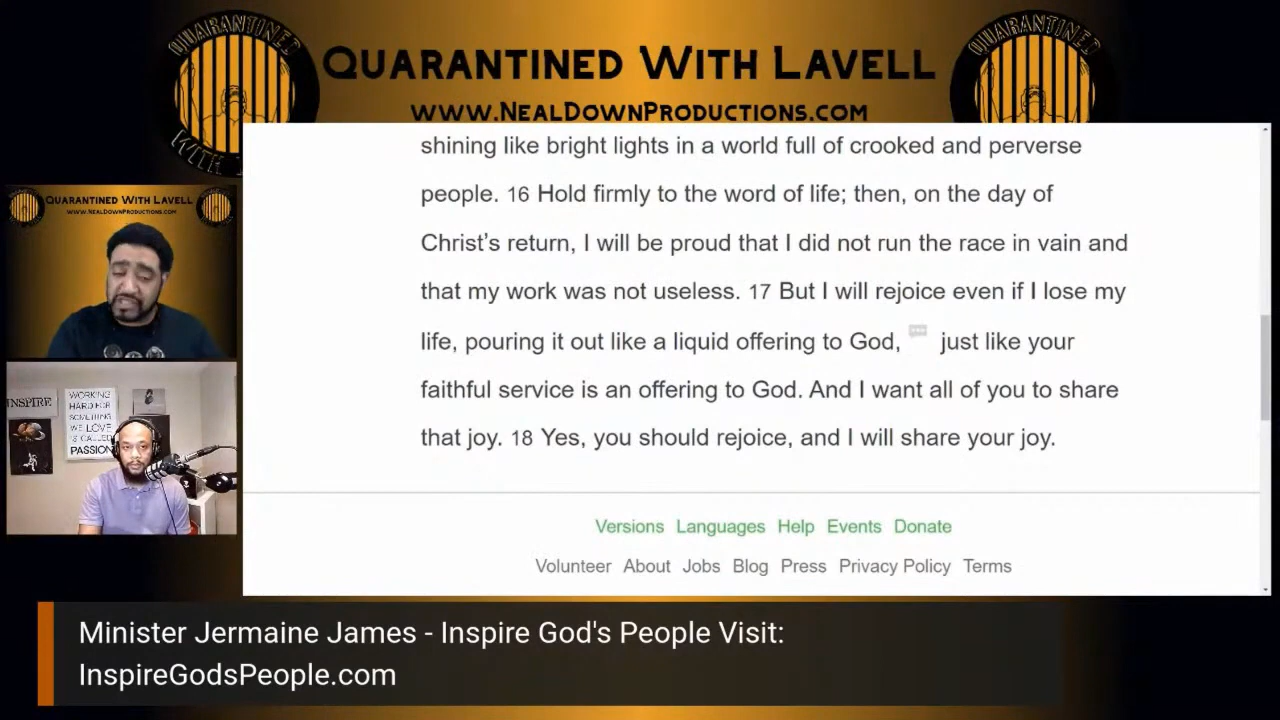 QUARANTINED
QUARANTINED WITH LAVELL
QUARANTINED
WWW.NEALDOWNPRODUCTIONS.COM
WITH
shining like bright lights in a world full of crooked and perverse
people. 16 Hold firmly to the word of life; then, on the day of
Christ's return, I will be proud that I did not run the race in vain and
that my work was not useless. 17 But I will rejoice even if I lose my
life, pouring it out like a liquid offering to God, just like your
faithful service is an offering to God. And I want all of you to share
that joy. 18 Yes, you should rejoice, and I will share your joy.
Versions Languages Help Events Donate
Volunteer About Jobs Blog Press Privacy Policy Terms
QUARANTINED WITH LAVELL
WWW.NEALDOWNPRODUCTIONS.COM
INSPIRE
WORKING
HARD FOR
SOMETHING
WE LOVE
IS CALLED
PASSION
Minister Jermaine James - Inspire God's People Visit:
InspireGodsPeople.com